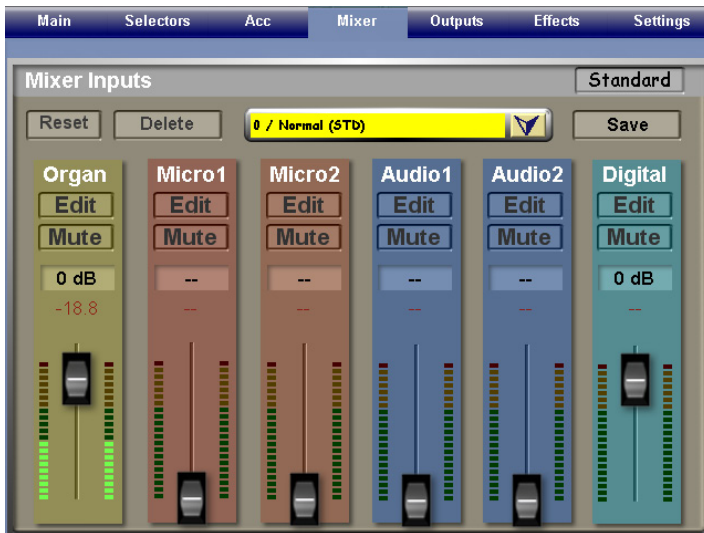 Main Selectors Acc Mixer Outputs Effects Settings
Mixer Inputs Standard
Reset Delete 0 / Normal (STD) Save
Organ Micro1 Micro2 Audio1 Audio2 Digital
Edit Edit Edit Edit Edit Edit
Mute Mute Mute Mute Mute Mute
0 dB -- -- -- -- 0 dB
-18.8 -- -- -- -- --